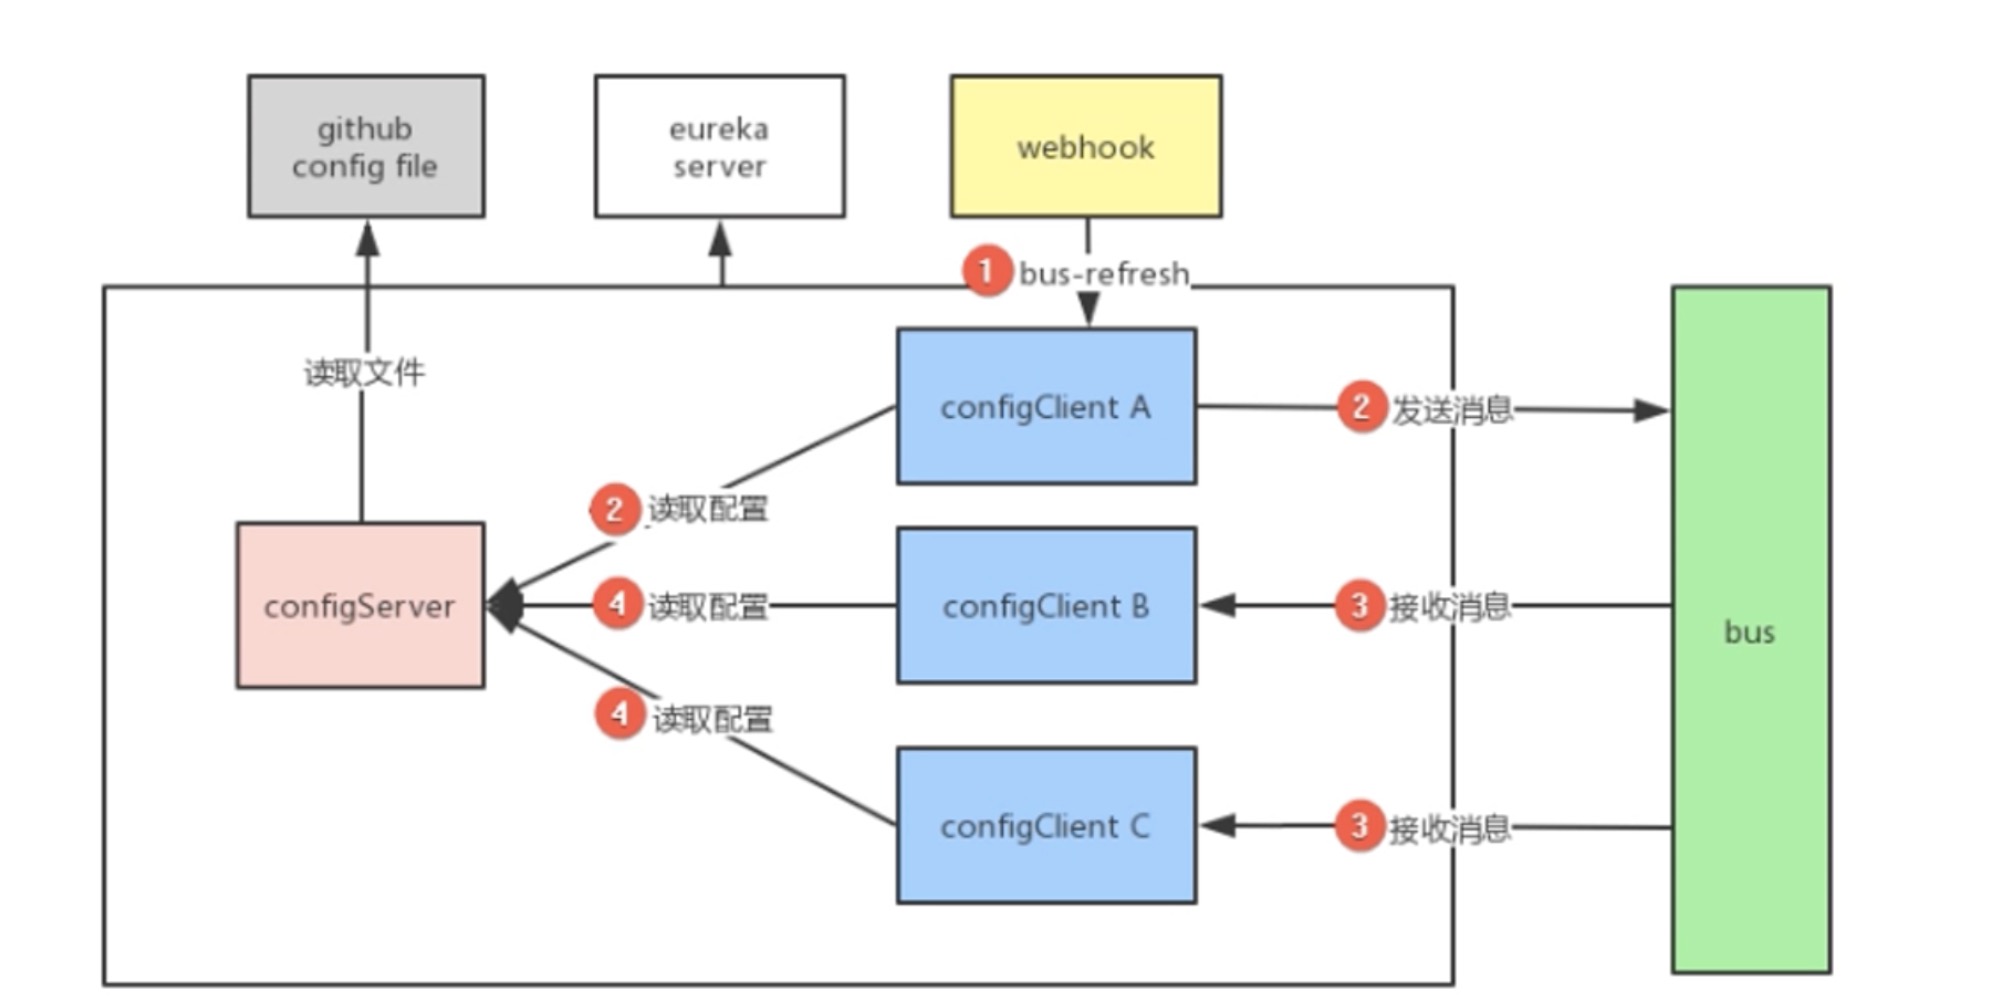 github
config file
eureka
server
webhook
1 bus-refresh
读取文件
configClient A
2 发送消息
2 读取配置
configServer
4 读取配置
configClient B
3 接收消息
bus
4 读取配置
configClient C
3 接收消息